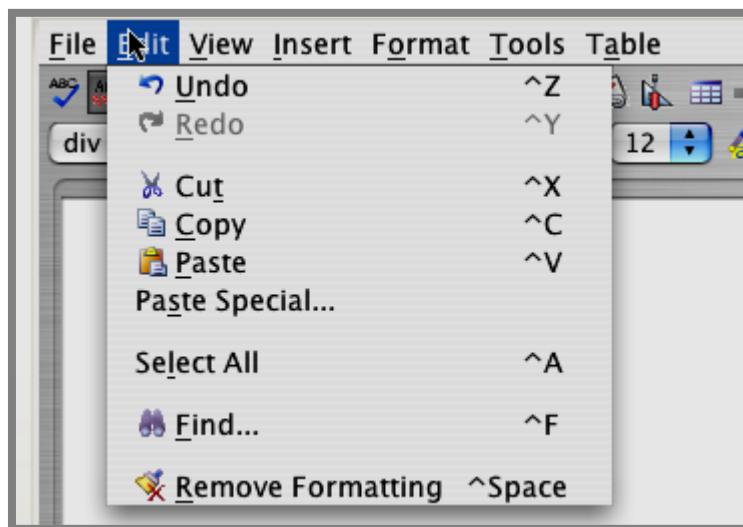 File Edit View Insert Format Tools Table
ABC
div 12
Undo ^Z
Redo ^Y
Cut ^X
Copy ^C
Paste ^V
Paste Special...
Select All ^A
Find... ^F
Remove Formatting ^Space